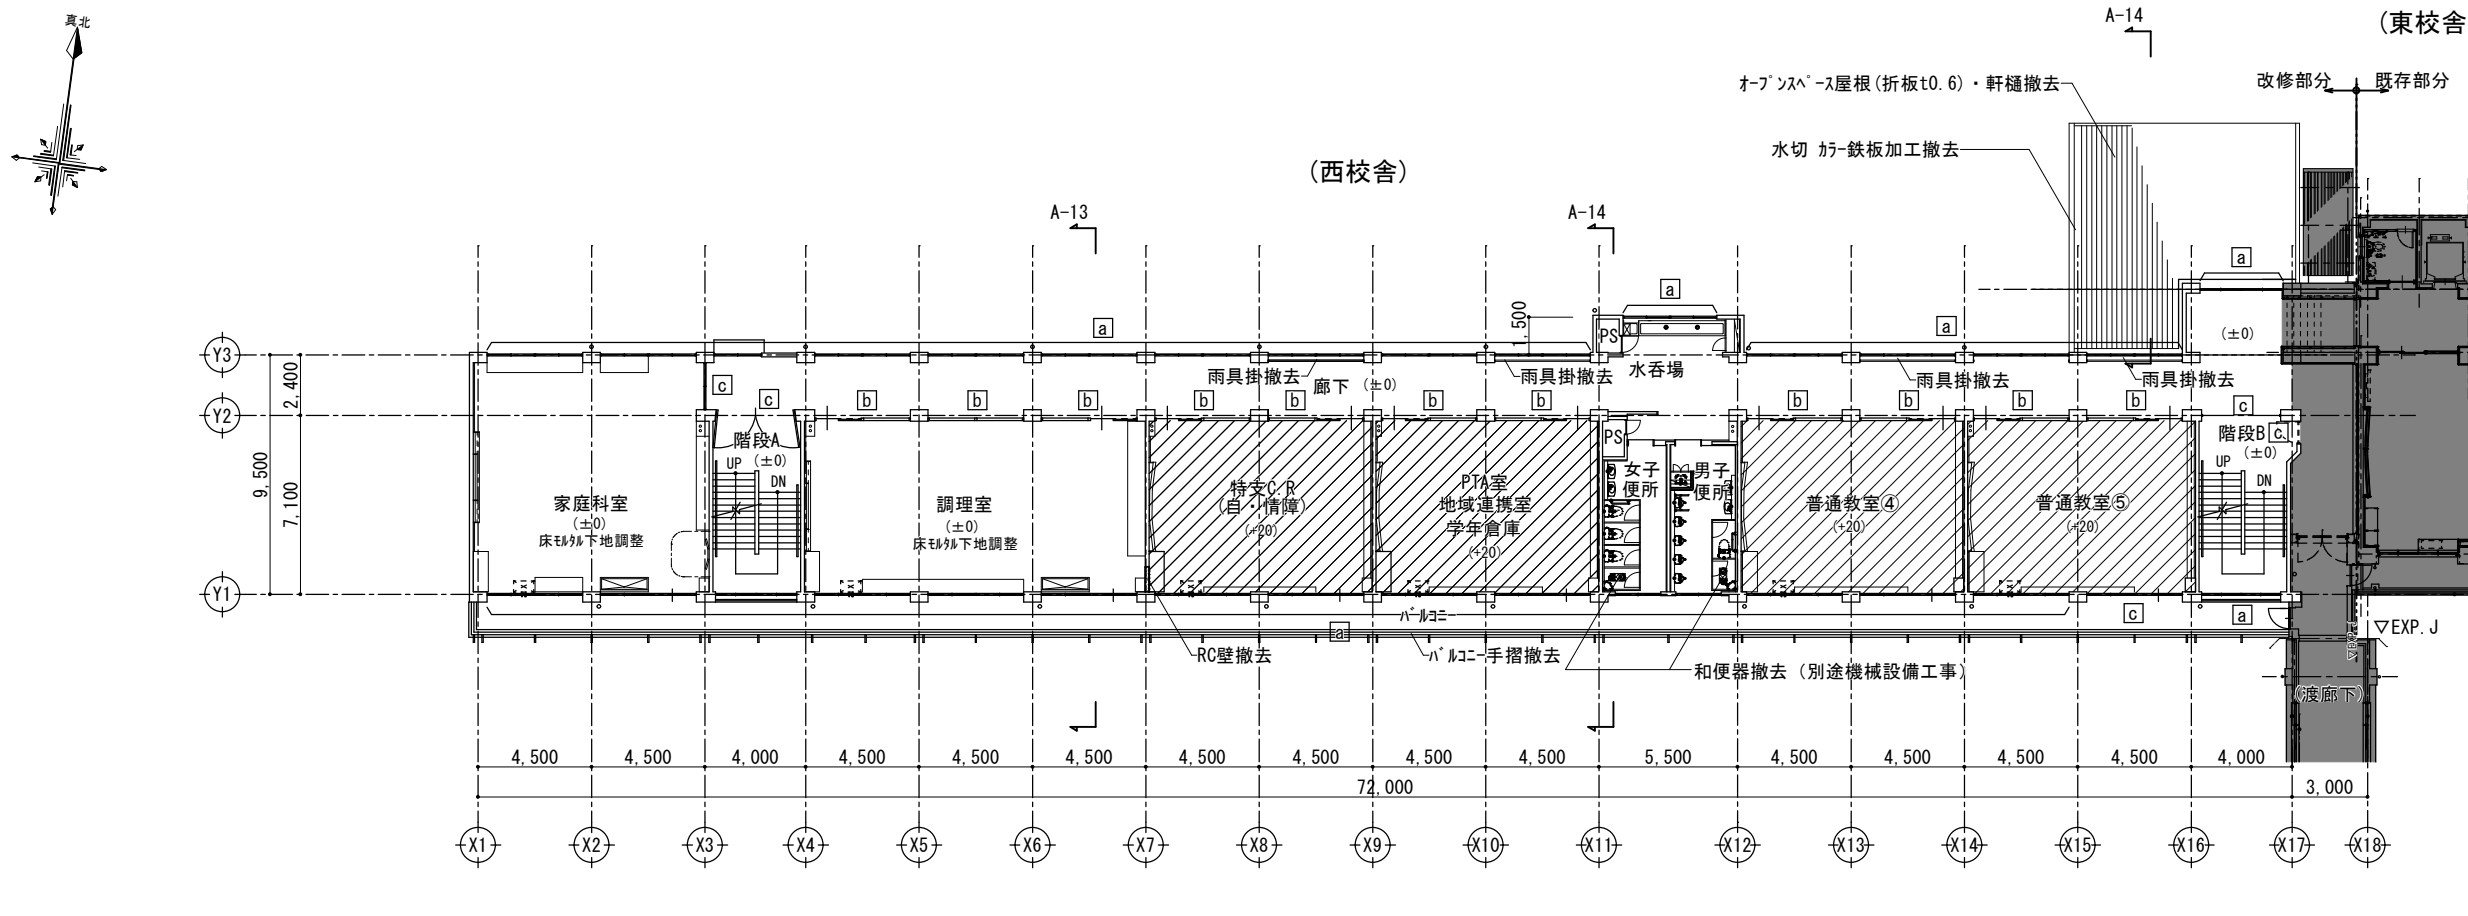 真北
A-14
(東校舎
オープンスペース屋根(折板t0.6)・軒樋撤去
改修部分
既存部分
水切 カラー鉄板加工撤去
(西校舎)
A-13
A-14
a
a
a
a
1,500
PS
(±0)
Y3
雨具掛撤去
廊下 (±0)
雨具掛撤去
水呑場
雨具掛撤去
雨具掛撤去
2,400
c
c
b
b
b
b
b
b
b
b
b
b
b
c
Y2
階段A
(±0)
UP
DN
PS
階段B
c
(±0)
UP
DN
9,500
7,100
家庭科室
(±0)
床モルタル下地調整
調理室
(±0)
床モルタル下地調整
特支C.R
(自・情障)
(+20)
PTA室
地域連携室
学年倉庫
(+20)
女子
便所
男子
便所
普通教室④
(+20)
普通教室⑤
(+20)
Y1
バルコニー
c
a
a
▽EXP.J
▽EXP.J
RC壁撤去
バルコニー手摺撤去
和便器撤去 (別途機械設備工事)
(渡廊下)
4,500
4,500
4,000
4,500
4,500
4,500
4,500
4,500
4,500
4,500
5,500
4,500
4,500
4,500
4,500
4,000
72,000
3,000
X1
X2
X3
X4
X5
X6
X7
X8
X9
X10
X11
X12
X13
X14
X15
X16
X17
X18